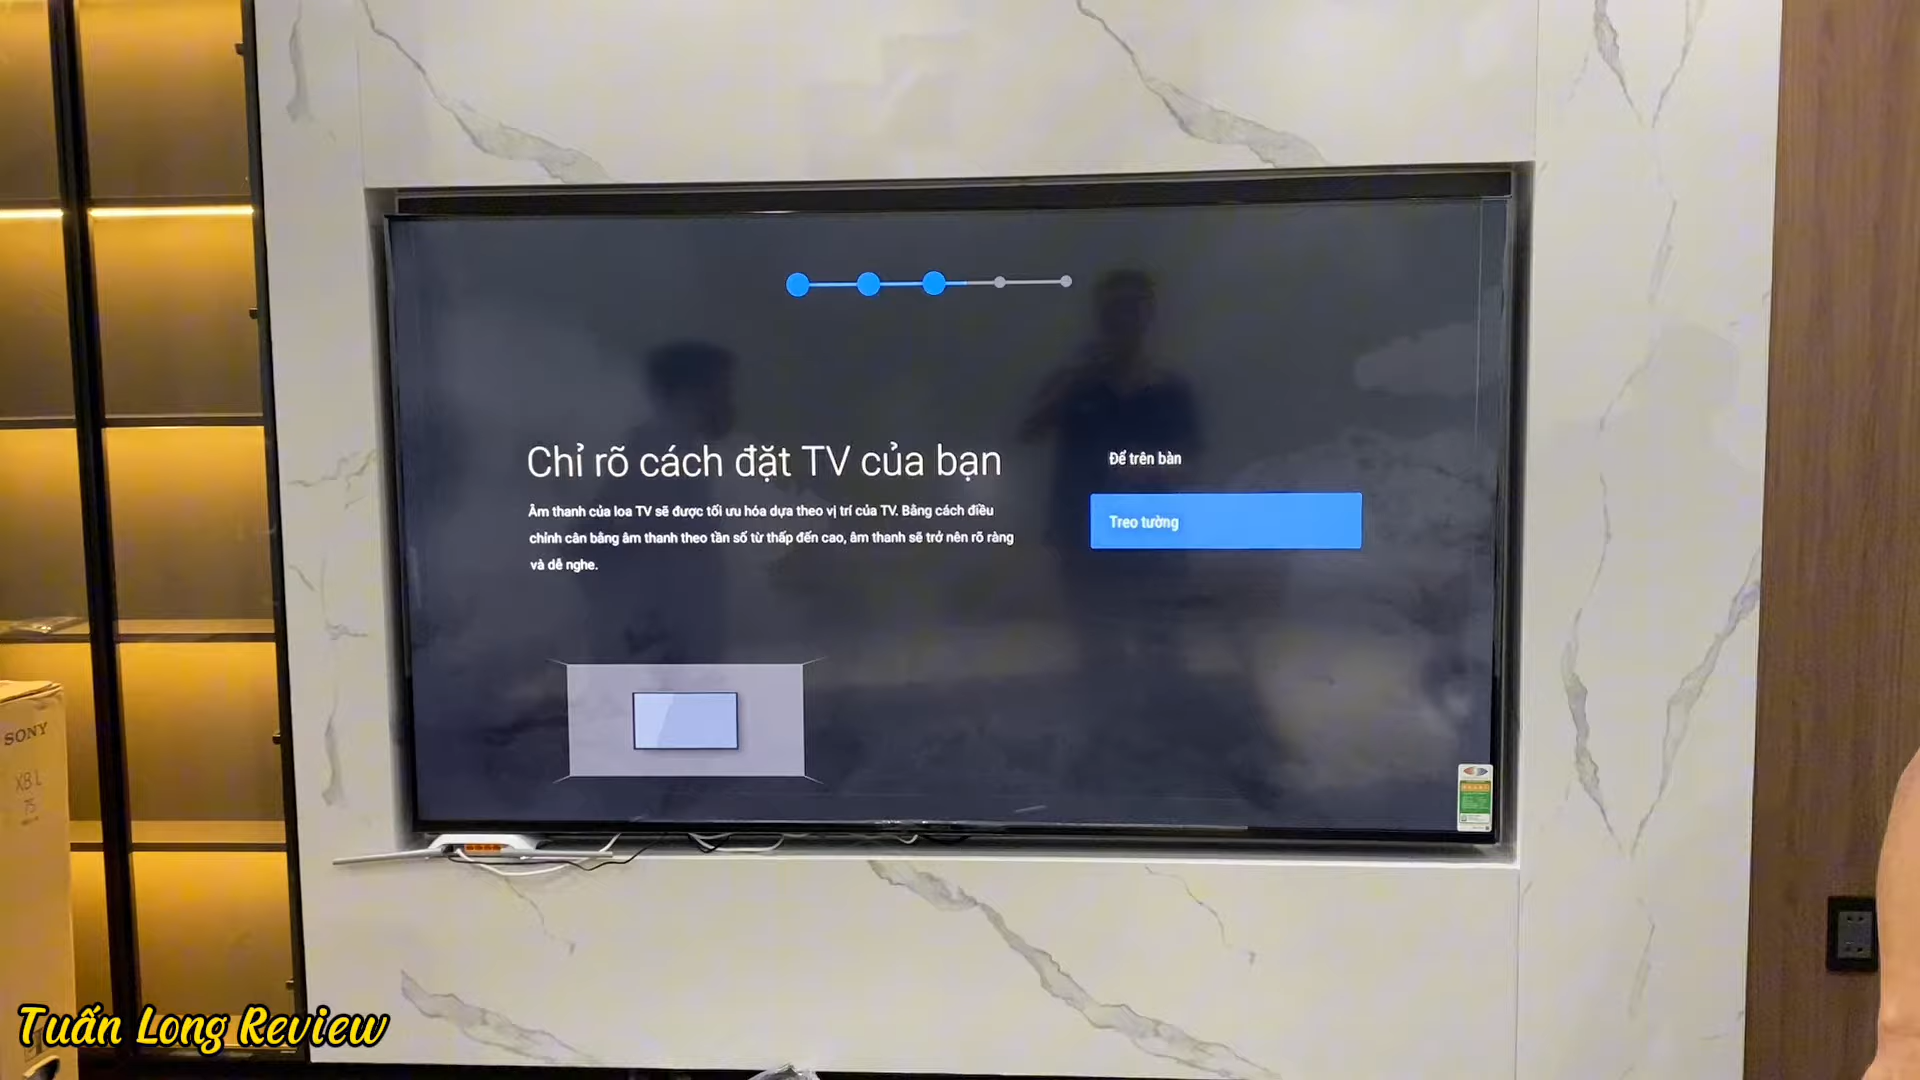 Chỉ rõ cách đặt TV của bạn
Âm thanh của loa TV sẽ được tối ưu hóa dựa theo vị trí của TV. Bằng cách điều
chỉnh cân bằng âm thanh theo tần số từ thấp đến cao, âm thanh sẽ trở nên rõ ràng
và dễ nghe.
Để trên bàn
Treo tường
SONY
X8 L
75
Tuấn Long Review